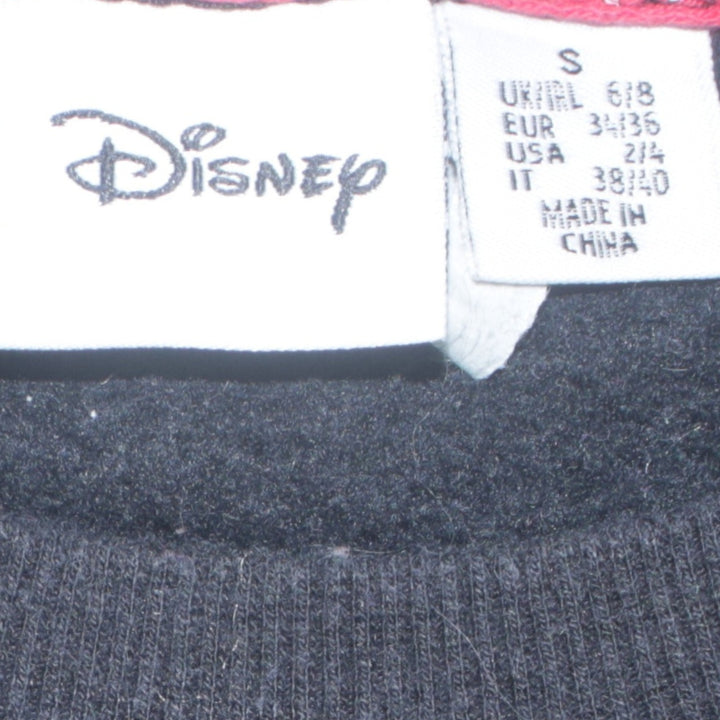 Disney
S
UK/IRL 6/8
EUR 34/36
USA 2/4
IT 38/40
MADE IN
CHINA